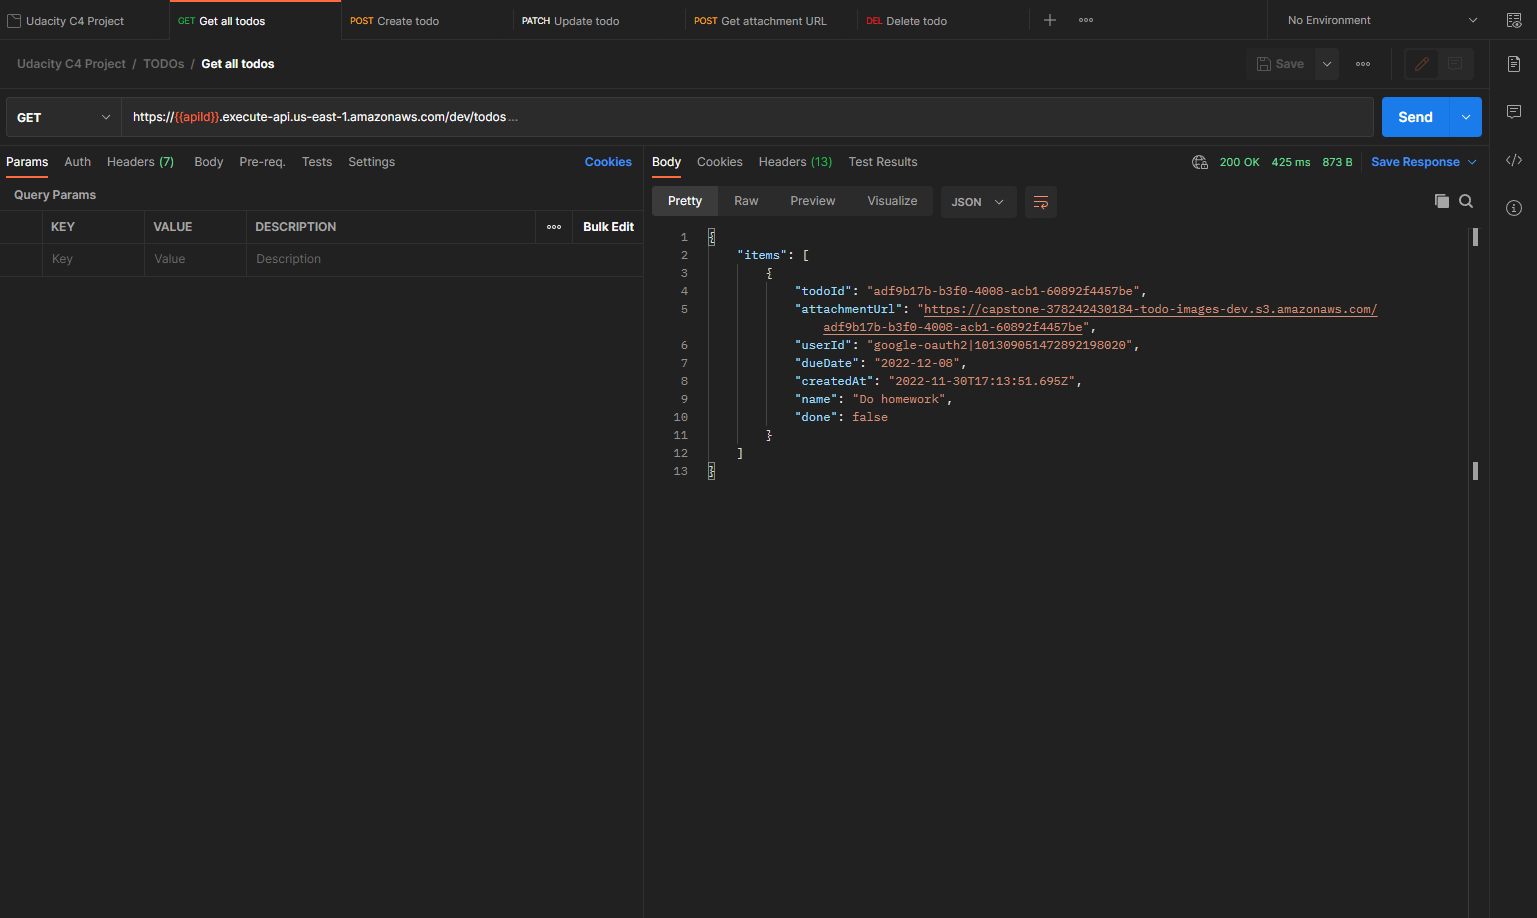 Udacity C4 Project
GET Get all todos
POST Create todo
PATCH Update todo
POST Get attachment URL
DEL Delete todo
No Environment
Udacity C4 Project / TODOs / Get all todos
Save
GET
https://{{apiId}}.execute-api.us-east-1.amazonaws.com/dev/todos ...
Send
Params Auth Headers (7) Body Pre-req. Tests Settings Cookies
Query Params
KEY VALUE DESCRIPTION Bulk Edit
Key Value Description
Body Cookies Headers (13) Test Results
200 OK 425 ms 873 B Save Response
Pretty Raw Preview Visualize JSON
1 {
2 "items": [
3 {
4 "todoId": "adf9b17b-b3f0-4008-acb1-60892f4457be",
5 "attachmentUrl": "https://capstone-378242430184-todo-images-dev.s3.amazonaws.com/
adf9b17b-b3f0-4008-acb1-60892f4457be",
6 "userId": "google-oauth2|101309051472892198020",
7 "dueDate": "2022-12-08",
8 "createdAt": "2022-11-30T17:13:51.695Z",
9 "name": "Do homework",
10 "done": false
11 }
12 ]
13 }